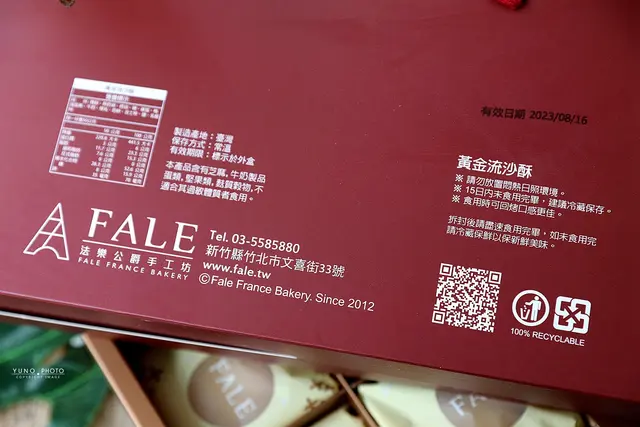 有效日期 2023/08/16
製造產地：臺灣
保存方式：常溫
有效期限：標示於外盒
本產品含有芝麻, 牛奶製品
蛋類, 堅果類, 麩質穀物, 不
適合其過敏體質者食用。
黃金流沙酥
※ 請勿放置悶熱日照環境。
※ 15日內未食用完畢，建議冷藏保存。
※ 食用時可回烤口感更佳。
拆封後請盡速食用完畢，如未食用完
請冷藏保鮮以保新鮮美味。
FALE
法樂公爵手工坊
FALE FRANCE BAKERY
Tel. 03-5585880
新竹縣竹北市文喜街33號
www.fale.tw
©Fale France Bakery. Since 2012
100% RECYCLABLE
YUNO PHOTO
COPYRIGHT IMAGE
FALE
FA